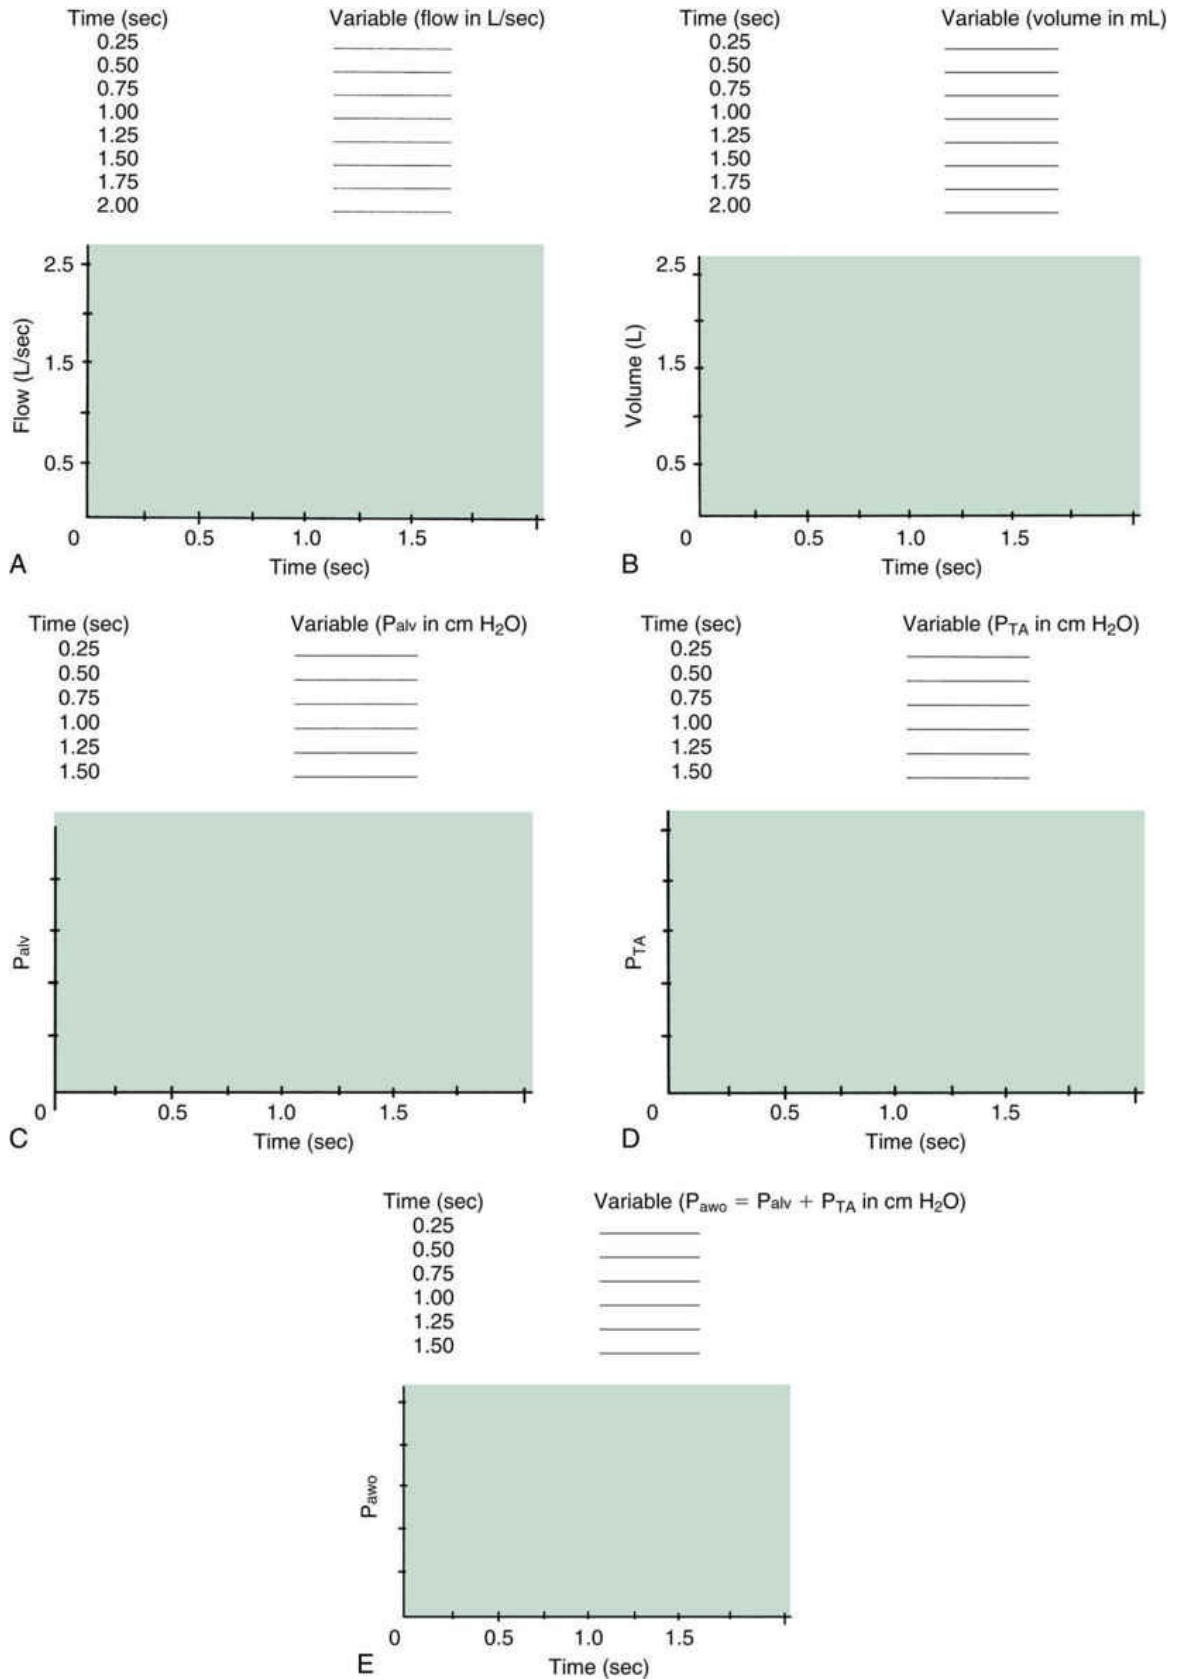 Time (sec) Variable (flow in L/sec)
0.25
0.50
0.75
1.00
1.25
1.50
1.75
2.00
2.5
1.5
0.5
Flow (L/sec)
0 0.5 1.0 1.5
Time (sec)
A
Time (sec) Variable (volume in mL)
0.25
0.50
0.75
1.00
1.25
1.50
1.75
2.00
2.5
1.5
0.5
Volume (L)
0 0.5 1.0 1.5
Time (sec)
B
Time (sec) Variable (Palv in cm H₂O)
0.25
0.50
0.75
1.00
1.25
1.50
Palv
0 0.5 1.0 1.5
Time (sec)
C
Time (sec) Variable (PTA in cm H₂O)
0.25
0.50
0.75
1.00
1.25
1.50
PTA
0 0.5 1.0 1.5
Time (sec)
D
Time (sec) Variable (Pawo = Palv + PTA in cm H₂O)
0.25
0.50
0.75
1.00
1.25
1.50
Pawo
0 0.5 1.0 1.5
Time (sec)
E